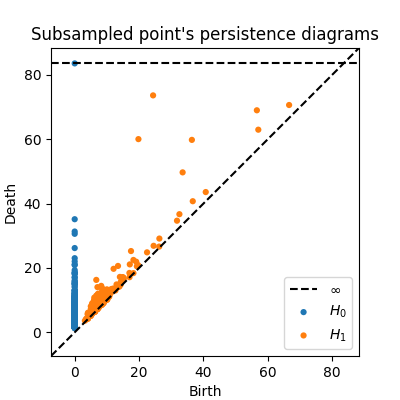 Subsampled point's persistence diagrams
Death
80
60
40
20
0
0 20 40 60 80
Birth
∞
H₀
H₁